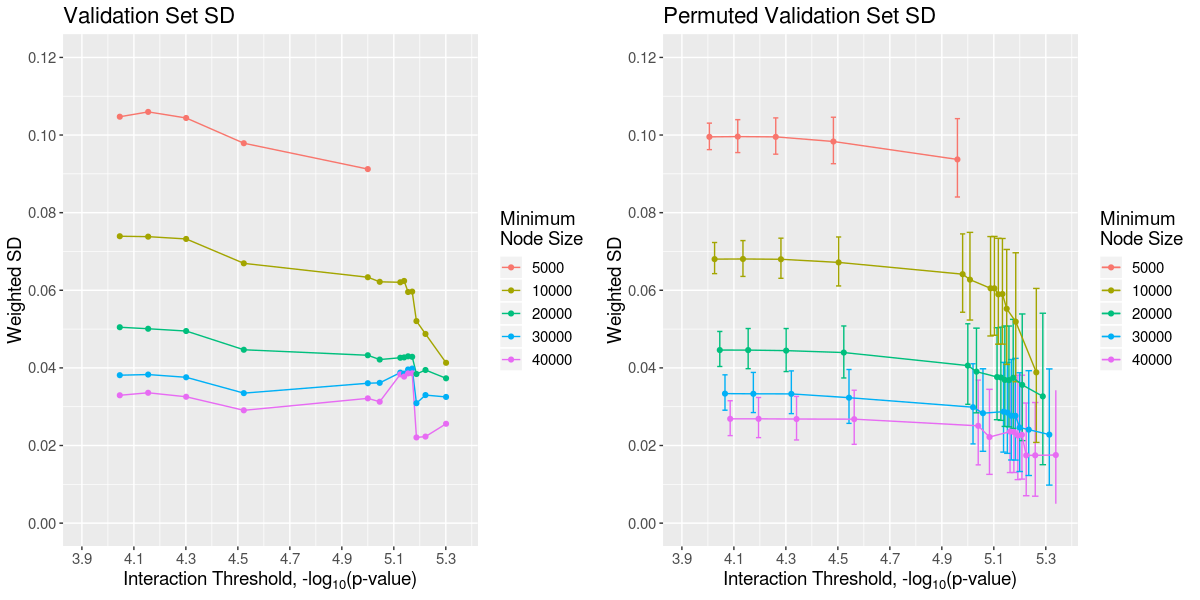 Validation Set SD
Weighted SD
0.12
0.10
0.08
0.06
0.04
0.02
0.00
3.9 4.1 4.3 4.5 4.7 4.9 5.1 5.3
Interaction Threshold, -log10(p-value)
Minimum
Node Size
5000
10000
20000
30000
40000
Permuted Validation Set SD
Weighted SD
0.12
0.10
0.08
0.06
0.04
0.02
0.00
3.9 4.1 4.3 4.5 4.7 4.9 5.1 5.3
Interaction Threshold, -log10(p-value)
Minimum
Node Size
5000
10000
20000
30000
40000